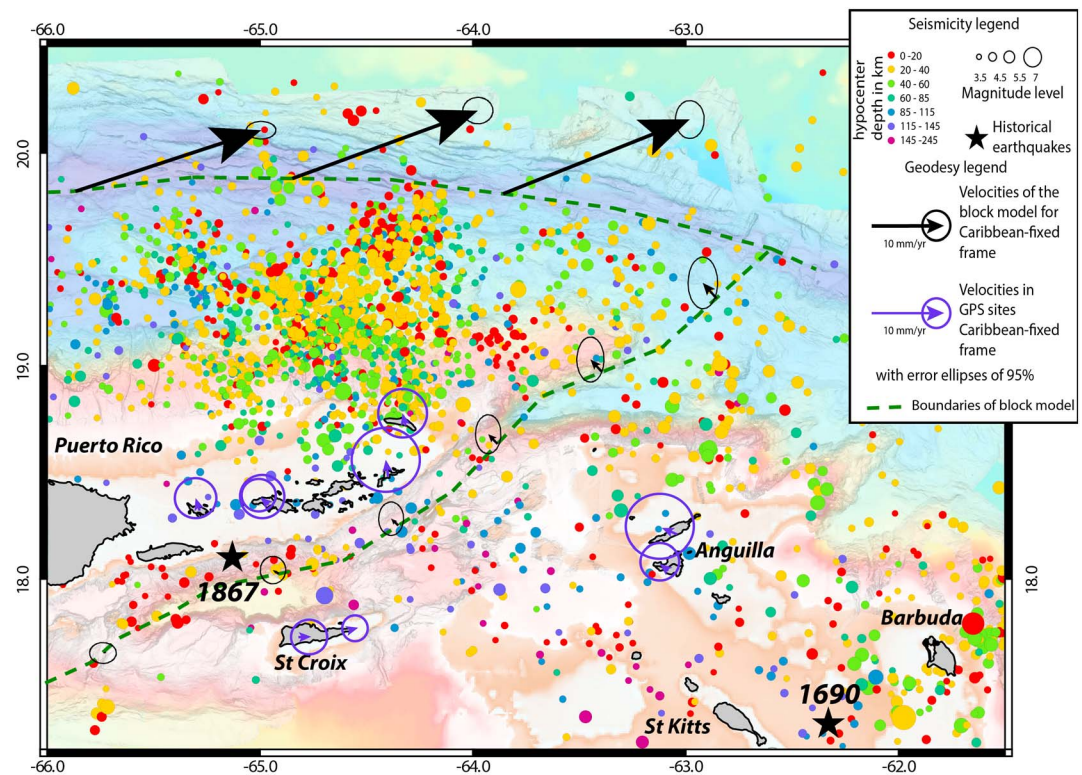 -66.0
-65.0
-64.0
-63.0
20.0
19.0
18.0
Seismicity legend
hypocenter
depth in km
0 -20
20 - 40
40 - 60
60 - 85
85 - 115
115 - 145
145 -245
3.5 4.5 5.5 7
Magnitude level
Historical
earthquakes
Geodesy legend
Velocities of the
block model for
Caribbean-fixed
frame
10 mm/yr
Velocities in
GPS sites
Caribbean-fixed
frame
10 mm/yr
with error ellipses of 95%
Boundaries of block model
Puerto Rico
1867
St Croix
Anguilla
Barbuda
1690
St Kitts
18.0
-66.0
-65.0
-64.0
-63.0
-62.0